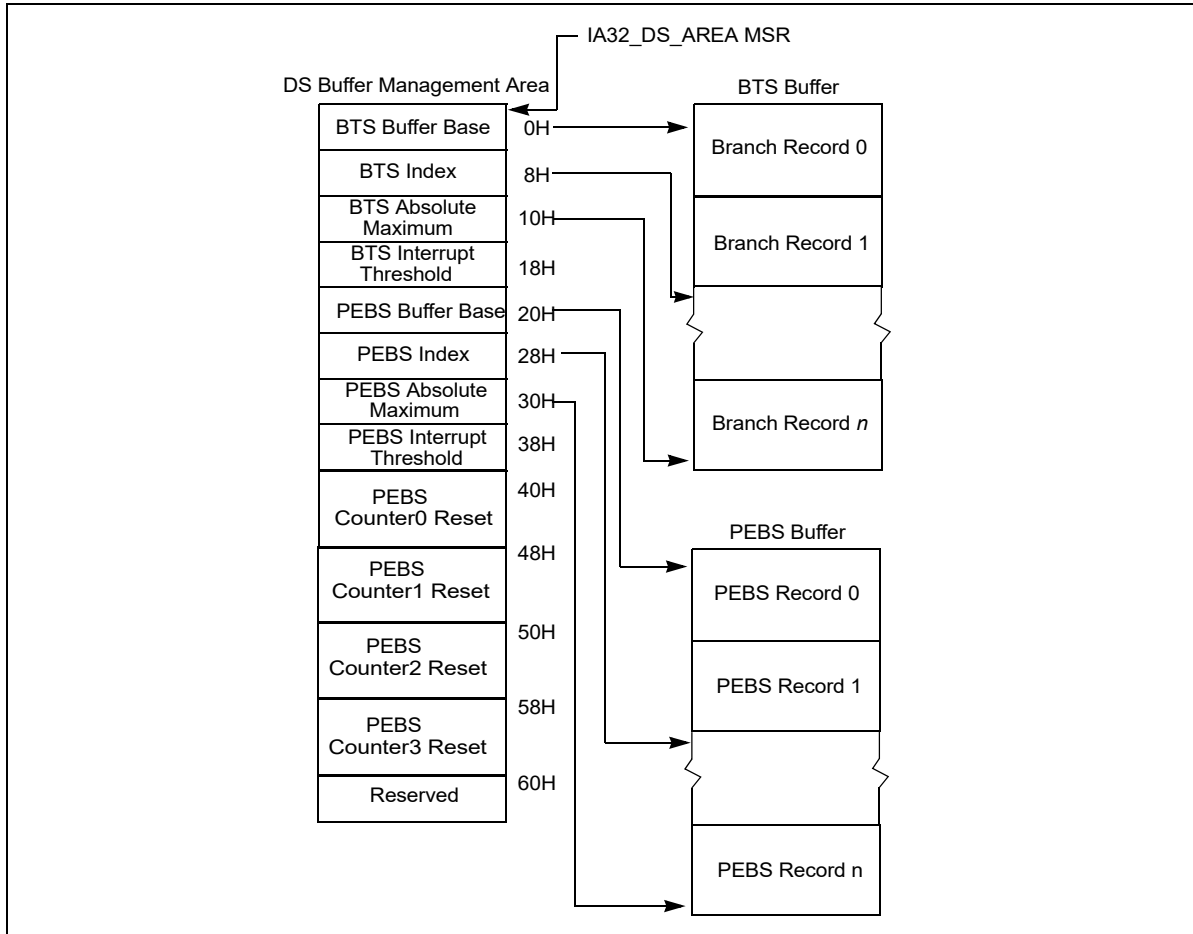 IA32_DS_AREA MSR
DS Buffer Management Area
BTS Buffer Base 0H
BTS Index 8H
BTS Absolute
Maximum 10H
BTS Interrupt
Threshold 18H
PEBS Buffer Base 20H
PEBS Index 28H
PEBS Absolute
Maximum 30H
PEBS Interrupt
Threshold 38H
40H
PEBS
Counter0 Reset
48H
PEBS
Counter1 Reset
50H
PEBS
Counter2 Reset
58H
PEBS
Counter3 Reset
60H
Reserved
BTS Buffer
Branch Record 0
Branch Record 1
Branch Record n
PEBS Buffer
PEBS Record 0
PEBS Record 1
PEBS Record n